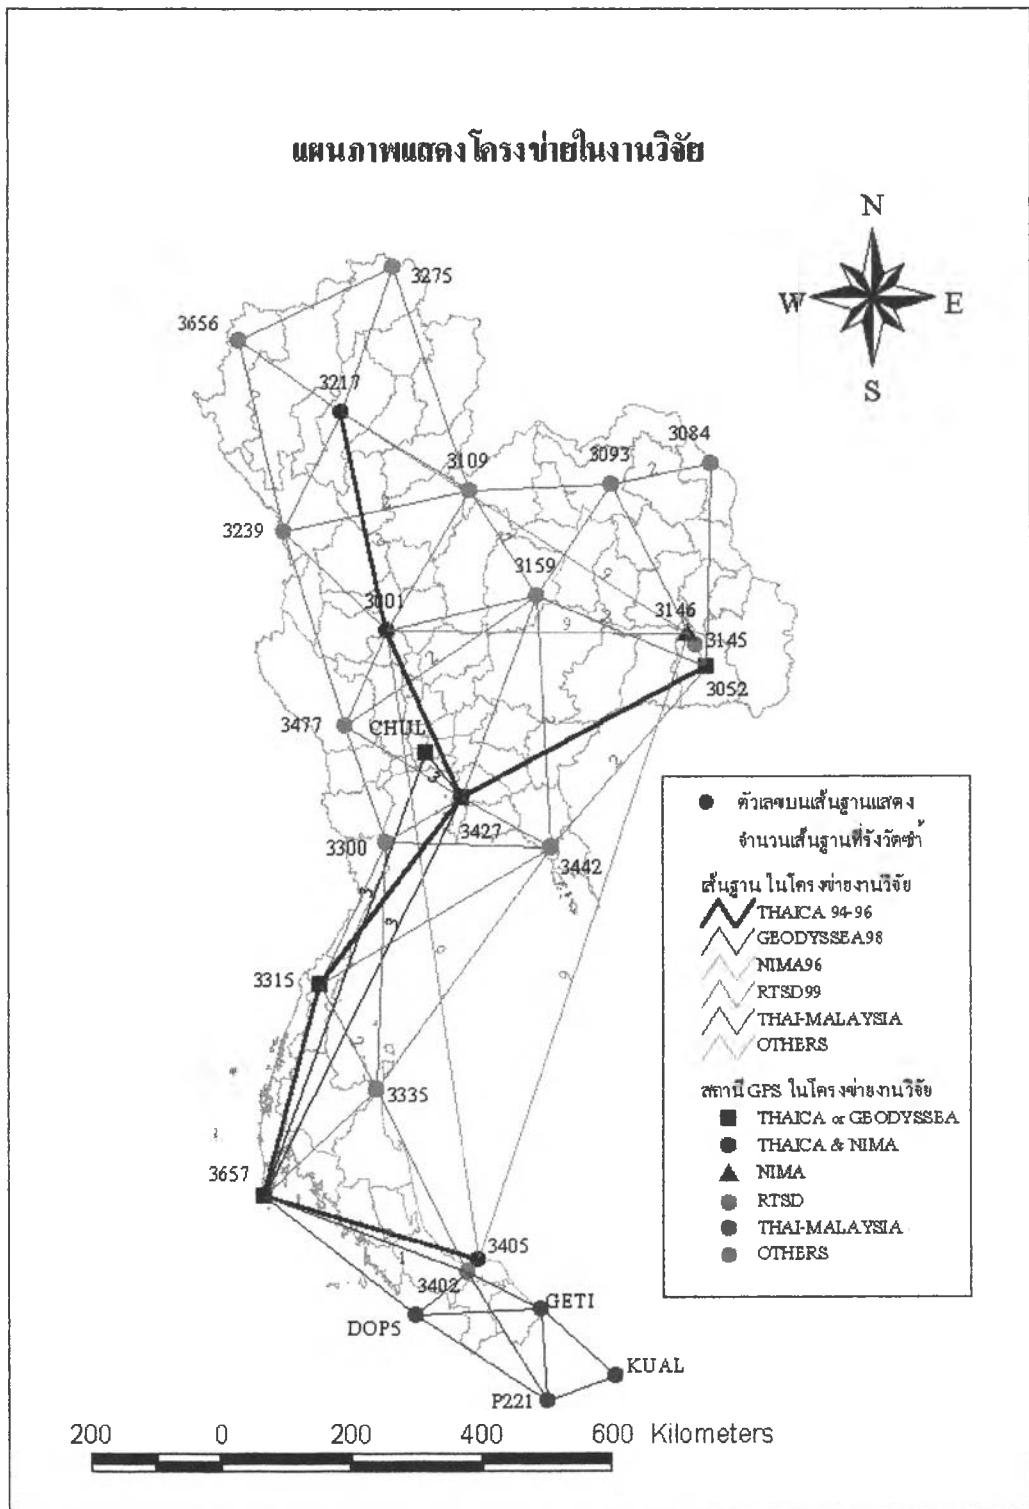 แผนภาพแสดงโครงข่ายในงานวิจัย
N
W E
S
3275
3656
3217
3084
3109
3093
3239
3159
3001
3146
3145
3052
3477
CHUL
3427
3300
3442
3315
3335
3657
3405
3402
GETI
DOP5
KUAL
P221
ตัวเลขบนเส้นฐานแสดง
จำนวนเส้นฐานที่รังวัดซ้ำ
เส้นฐาน ในโครงข่ายงานวิจัย
THAICA 94-96
GEODYSSEA98
NIMA96
RTSD99
THAI-MALAYSIA
OTHERS
สถานี GPS ในโครงข่ายงานวิจัย
THAICA or GEODYSSEA
THAICA & NIMA
NIMA
RTSD
THAI-MALAYSIA
OTHERS
200 0 200 400 600 Kilometers